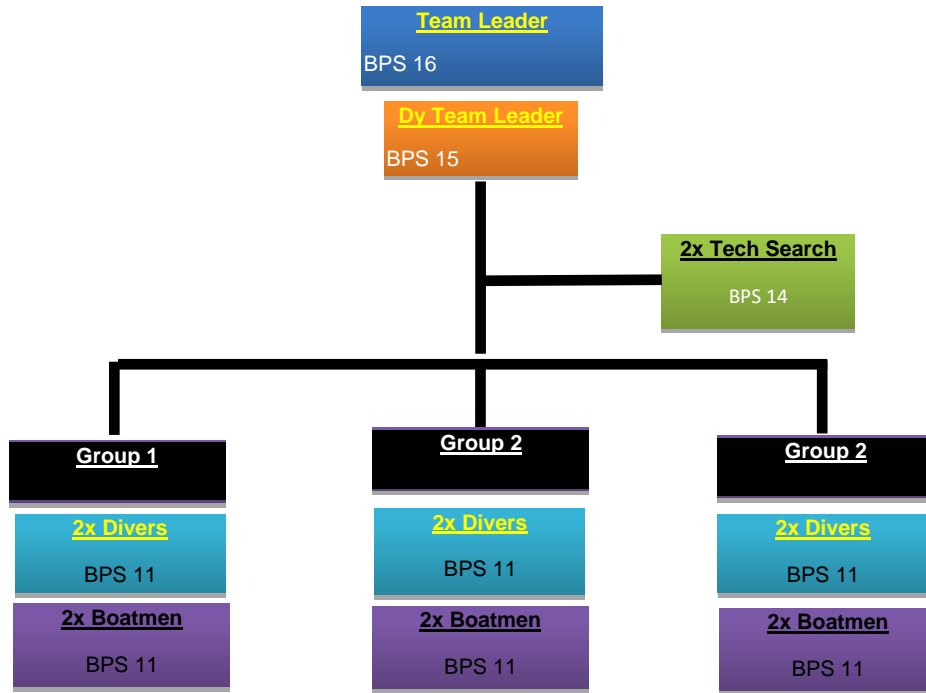 Team Leader
BPS 16
Dy Team Leader
BPS 15
2x Tech Search
BPS 14
Group 1
2x Divers
BPS 11
2x Boatmen
BPS 11
Group 2
2x Divers
BPS 11
2x Boatmen
BPS 11
Group 2
2x Divers
BPS 11
2x Boatmen
BPS 11